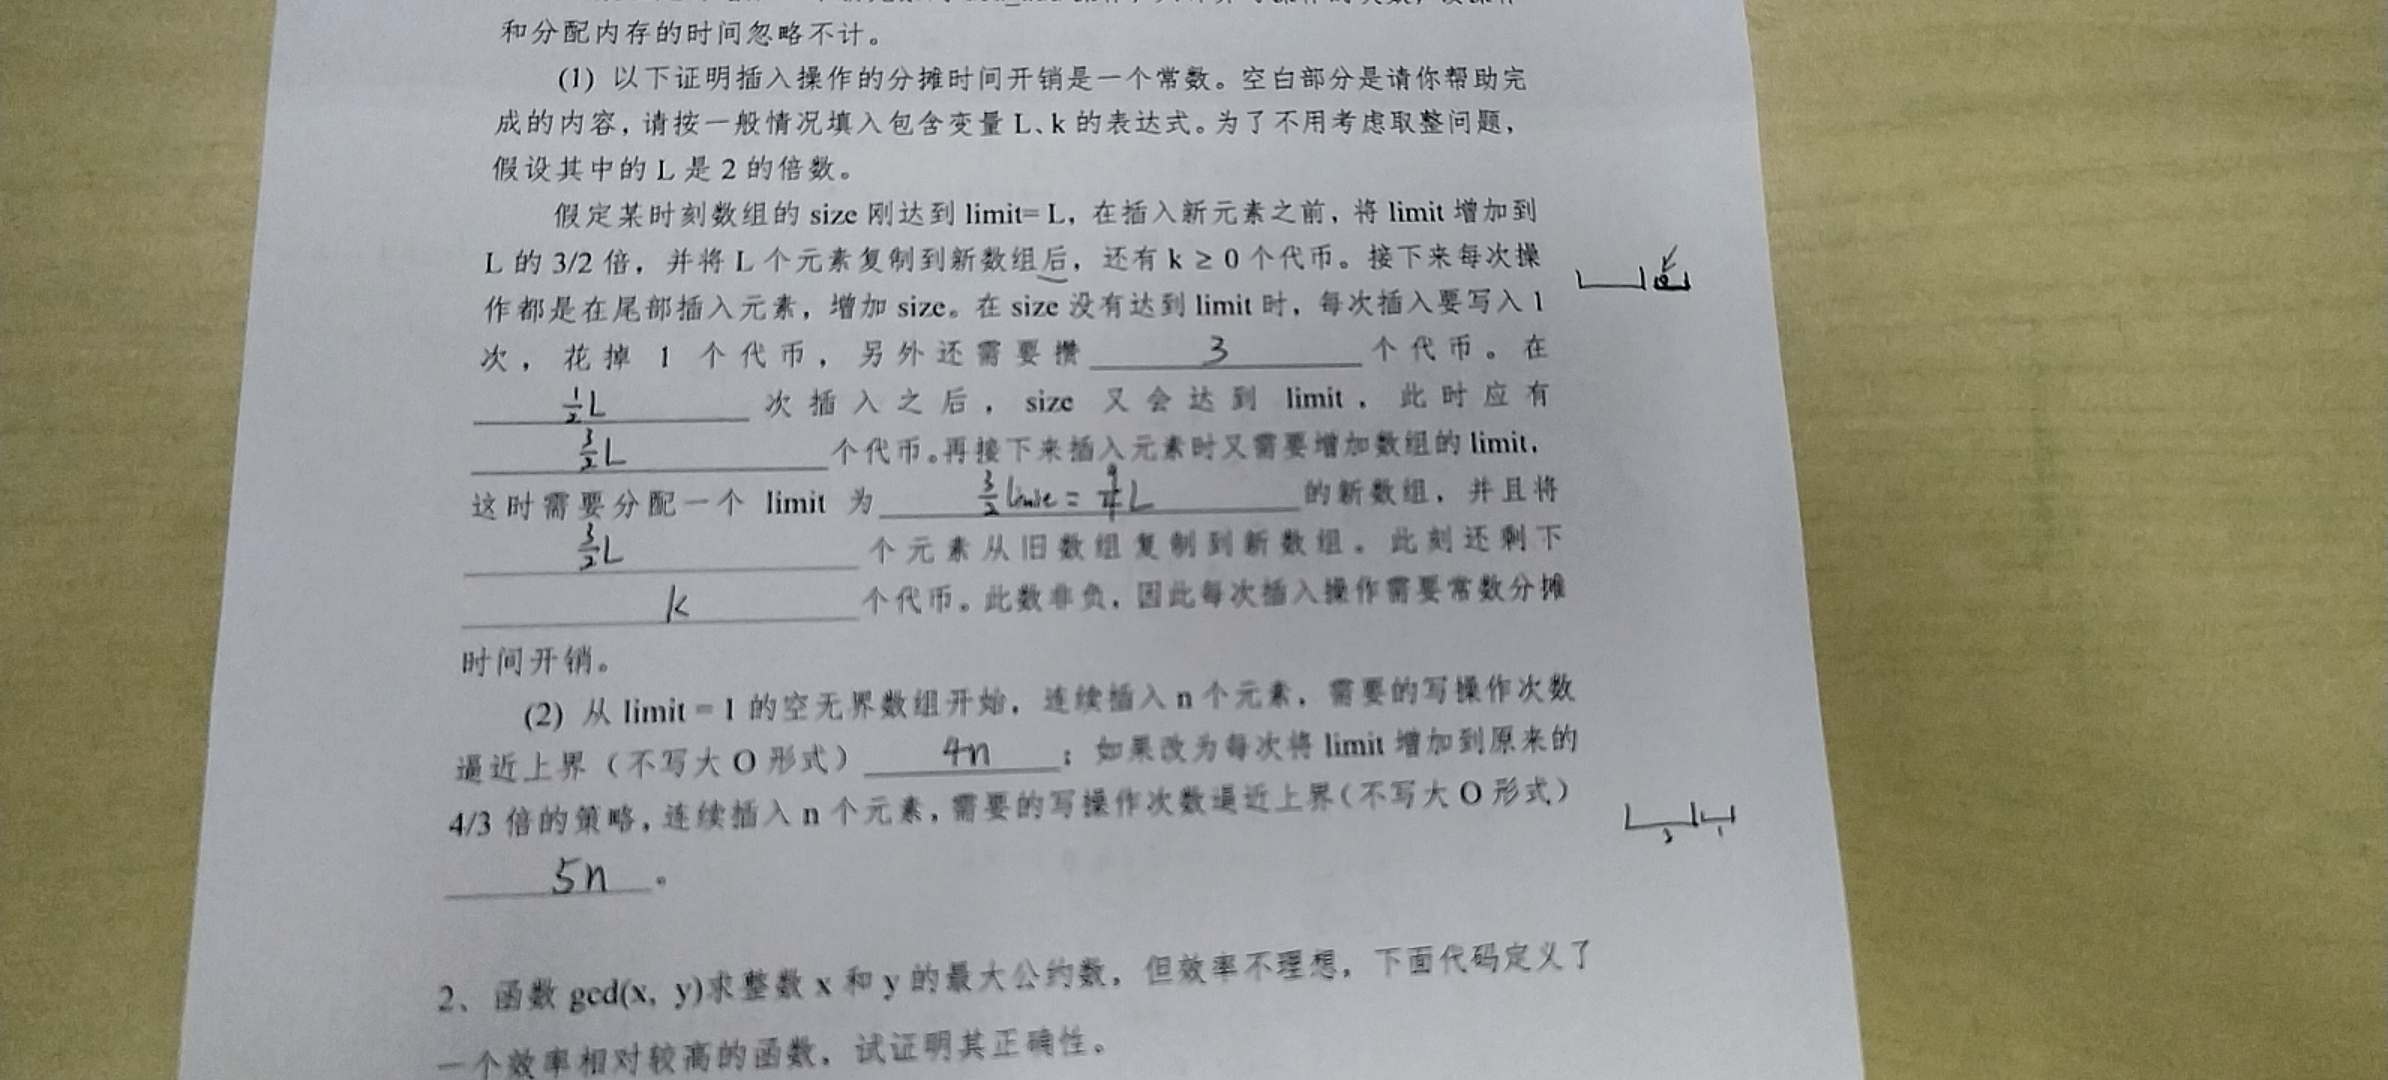 和分配内存的时间忽略不计。
(1) 以下证明插入操作的分摊时间开销是一个常数。空白部分是请你帮助完
成的内容，请按一般情况填入包含变量 L、k 的表达式。为了不用考虑取整问题，
假设其中的 L 是 2 的倍数。
假定某时刻数组的 size 刚达到 limit= L，在插入新元素之前，将 limit 增加到
L 的 3/2 倍，并将 L 个元素复制到新数组后，还有 k ≥ 0 个代币。接下来每次操
作都是在尾部插入元素，增加 size。在 size 没有达到 limit 时，每次插入要写入 1
次，花掉 1 个代币，另外还需要攒 3 个代币。在
1/2 L 次插入之后，size 又会达到 limit，此时应有
3/2 L 个代币。再接下来插入元素时又需要增加数组的 limit，
这时需要分配一个 limit 为 3/2 = 9/4 L 的新数组，并且将
3/2 L 个元素从旧数组复制到新数组。此刻还剩下
k 个代币。此数非负，因此每次插入操作需要常数分摊
时间开销。
(2) 从 limit = 1 的空无界数组开始，连续插入 n 个元素，需要的写操作次数
逼近上界（不写大 O 形式） 4n ；如果改为每次将 limit 增加到原来的
4/3 倍的策略，连续插入 n 个元素，需要的写操作次数逼近上界（不写大 O 形式）
5n 。
3 1
2、函数 gcd(x, y)求整数 x 和 y 的最大公约数，但效率不理想，下面代码定义了
一个效率相对较高的函数，试证明其正确性。